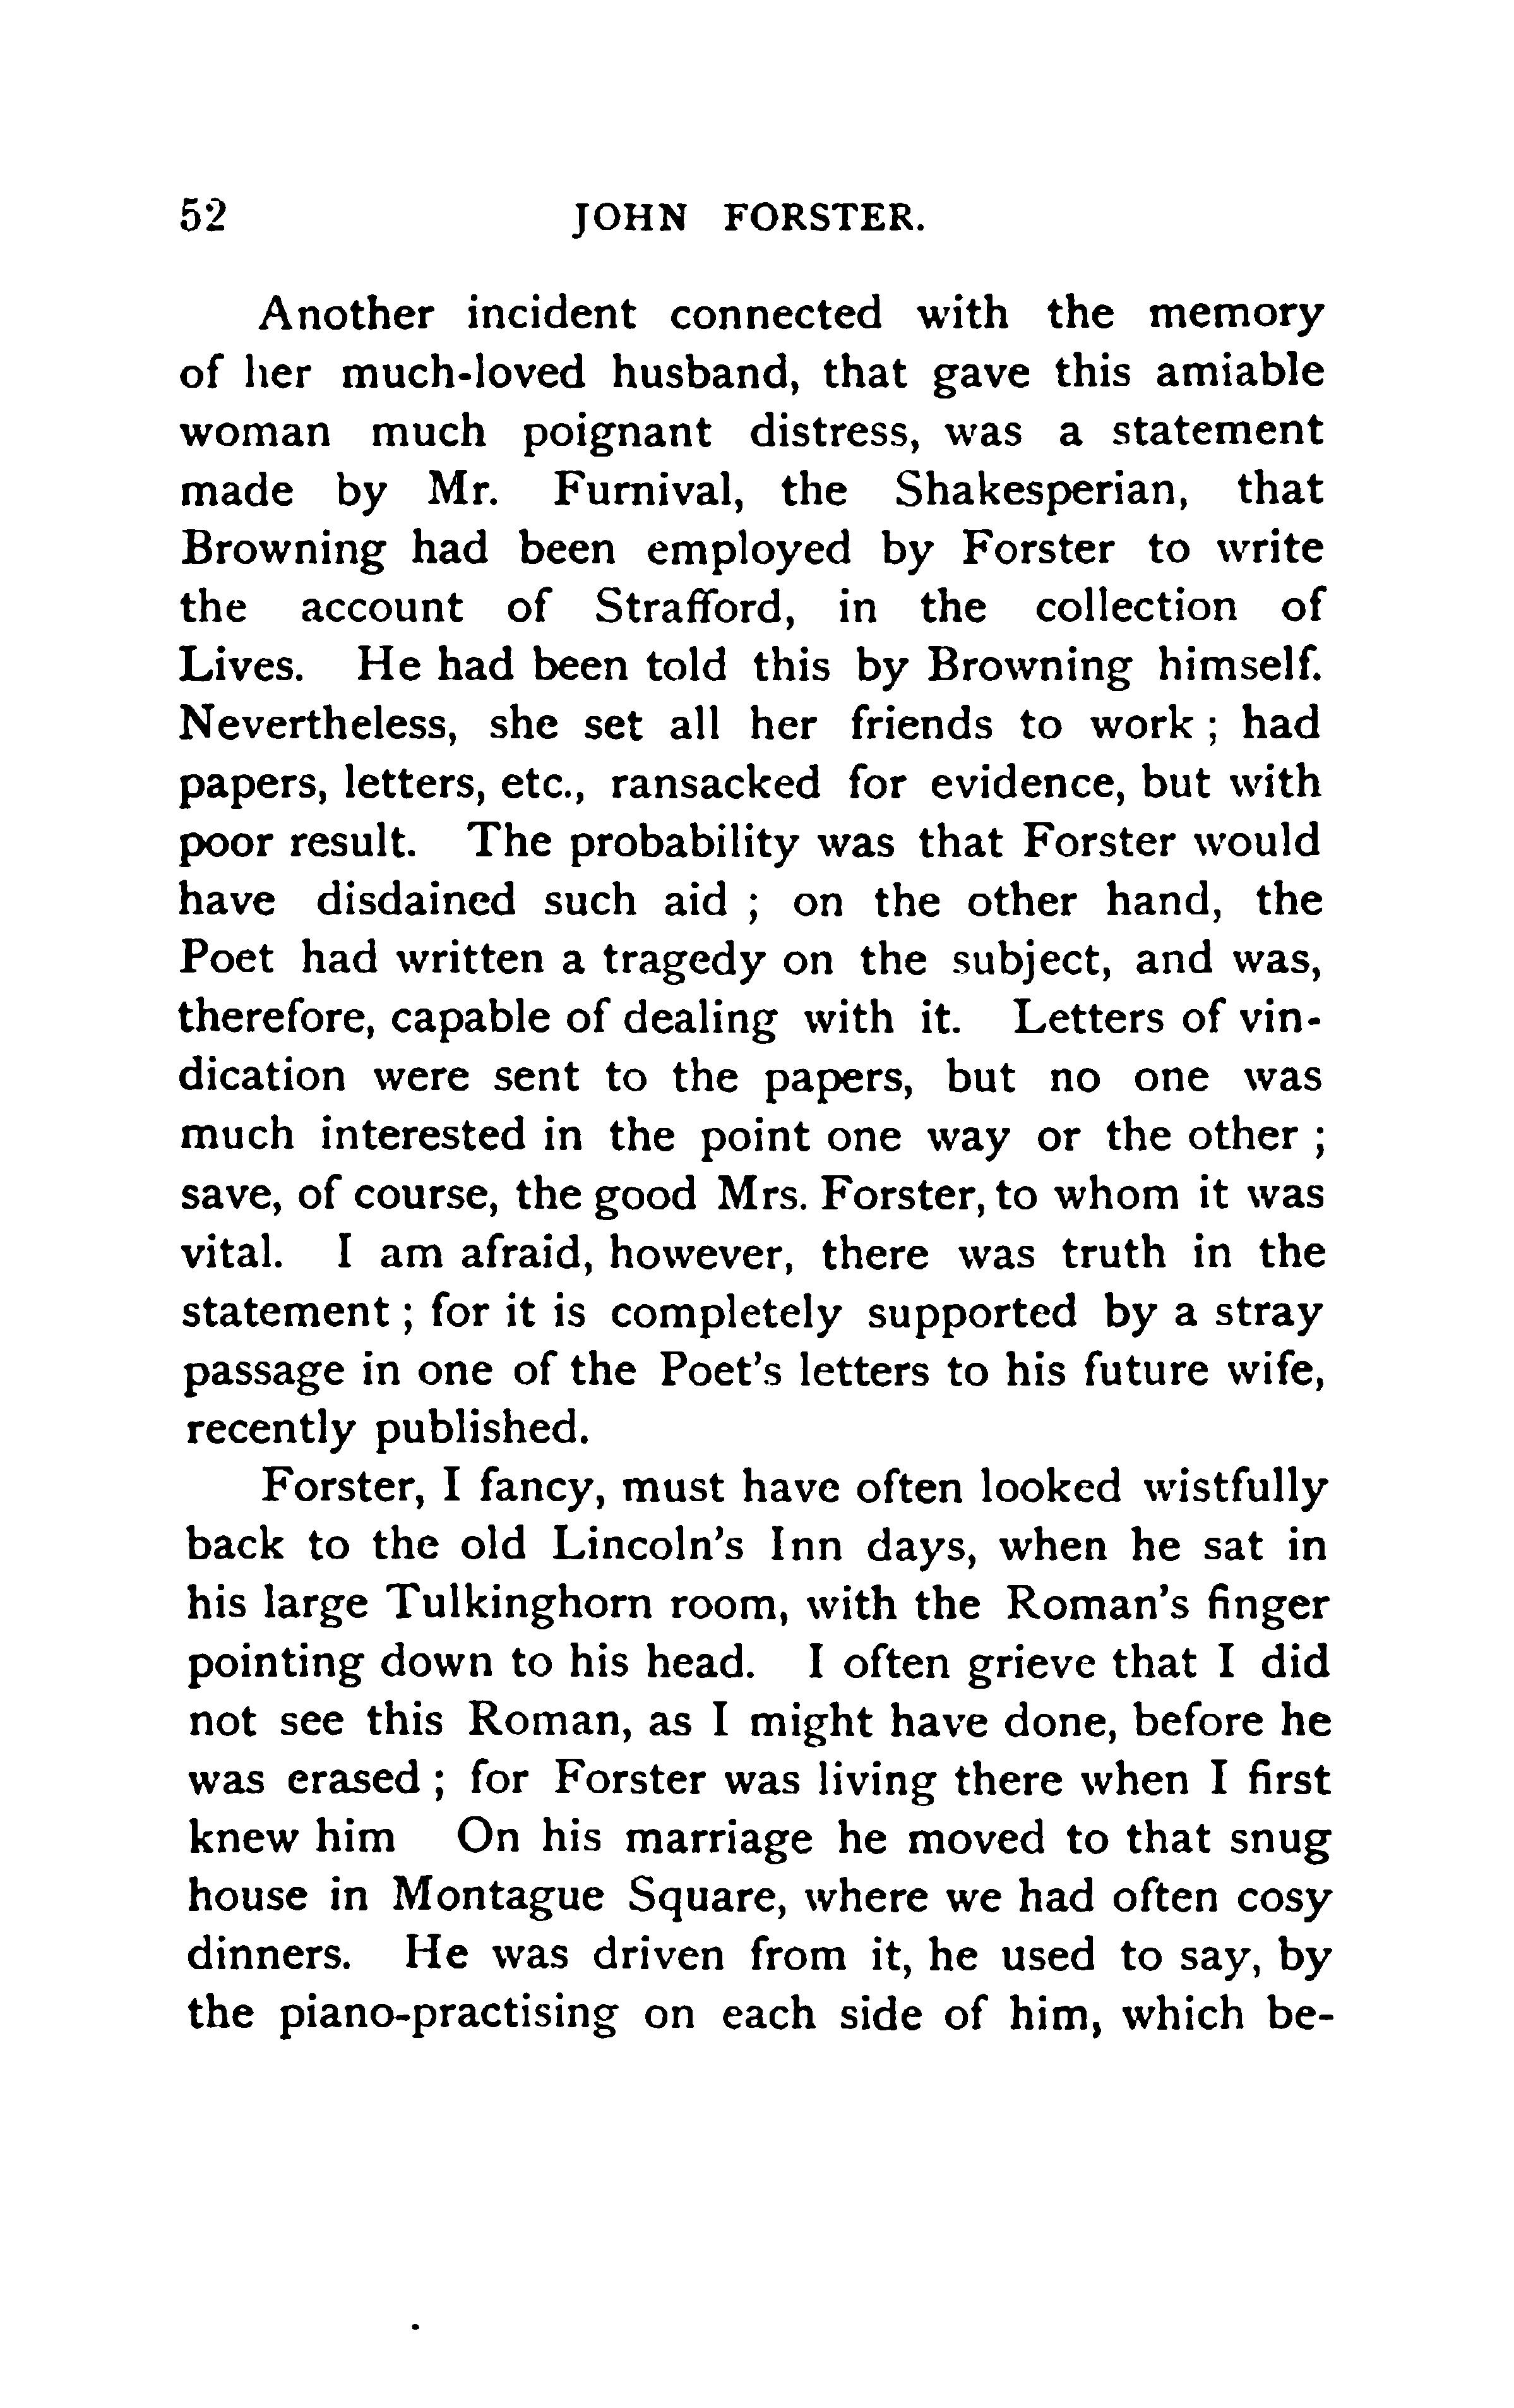 52 JOHN FORSTER.
Another incident connected with the memory
of her much-loved husband, that gave this amiable
woman much poignant distress, was a statement
made by Mr. Furnival, the Shakesperian, that
Browning had been employed by Forster to write
the account of Strafford, in the collection of
Lives. He had been told this by Browning himself.
Nevertheless, she set all her friends to work ; had
papers, letters, etc., ransacked for evidence, but with
poor result. The probability was that Forster would
have disdained such aid ; on the other hand, the
Poet had written a tragedy on the subject, and was,
therefore, capable of dealing with it. Letters of vin-
dication were sent to the papers, but no one was
much interested in the point one way or the other ;
save, of course, the good Mrs. Forster, to whom it was
vital. I am afraid, however, there was truth in the
statement ; for it is completely supported by a stray
passage in one of the Poet's letters to his future wife,
recently published.
Forster, I fancy, must have often looked wistfully
back to the old Lincoln's Inn days, when he sat in
his large Tulkinghorn room, with the Roman's finger
pointing down to his head. I often grieve that I did
not see this Roman, as I might have done, before he
was erased ; for Forster was living there when I first
knew him On his marriage he moved to that snug
house in Montague Square, where we had often cosy
dinners. He was driven from it, he used to say, by
the piano-practising on each side of him, which be-